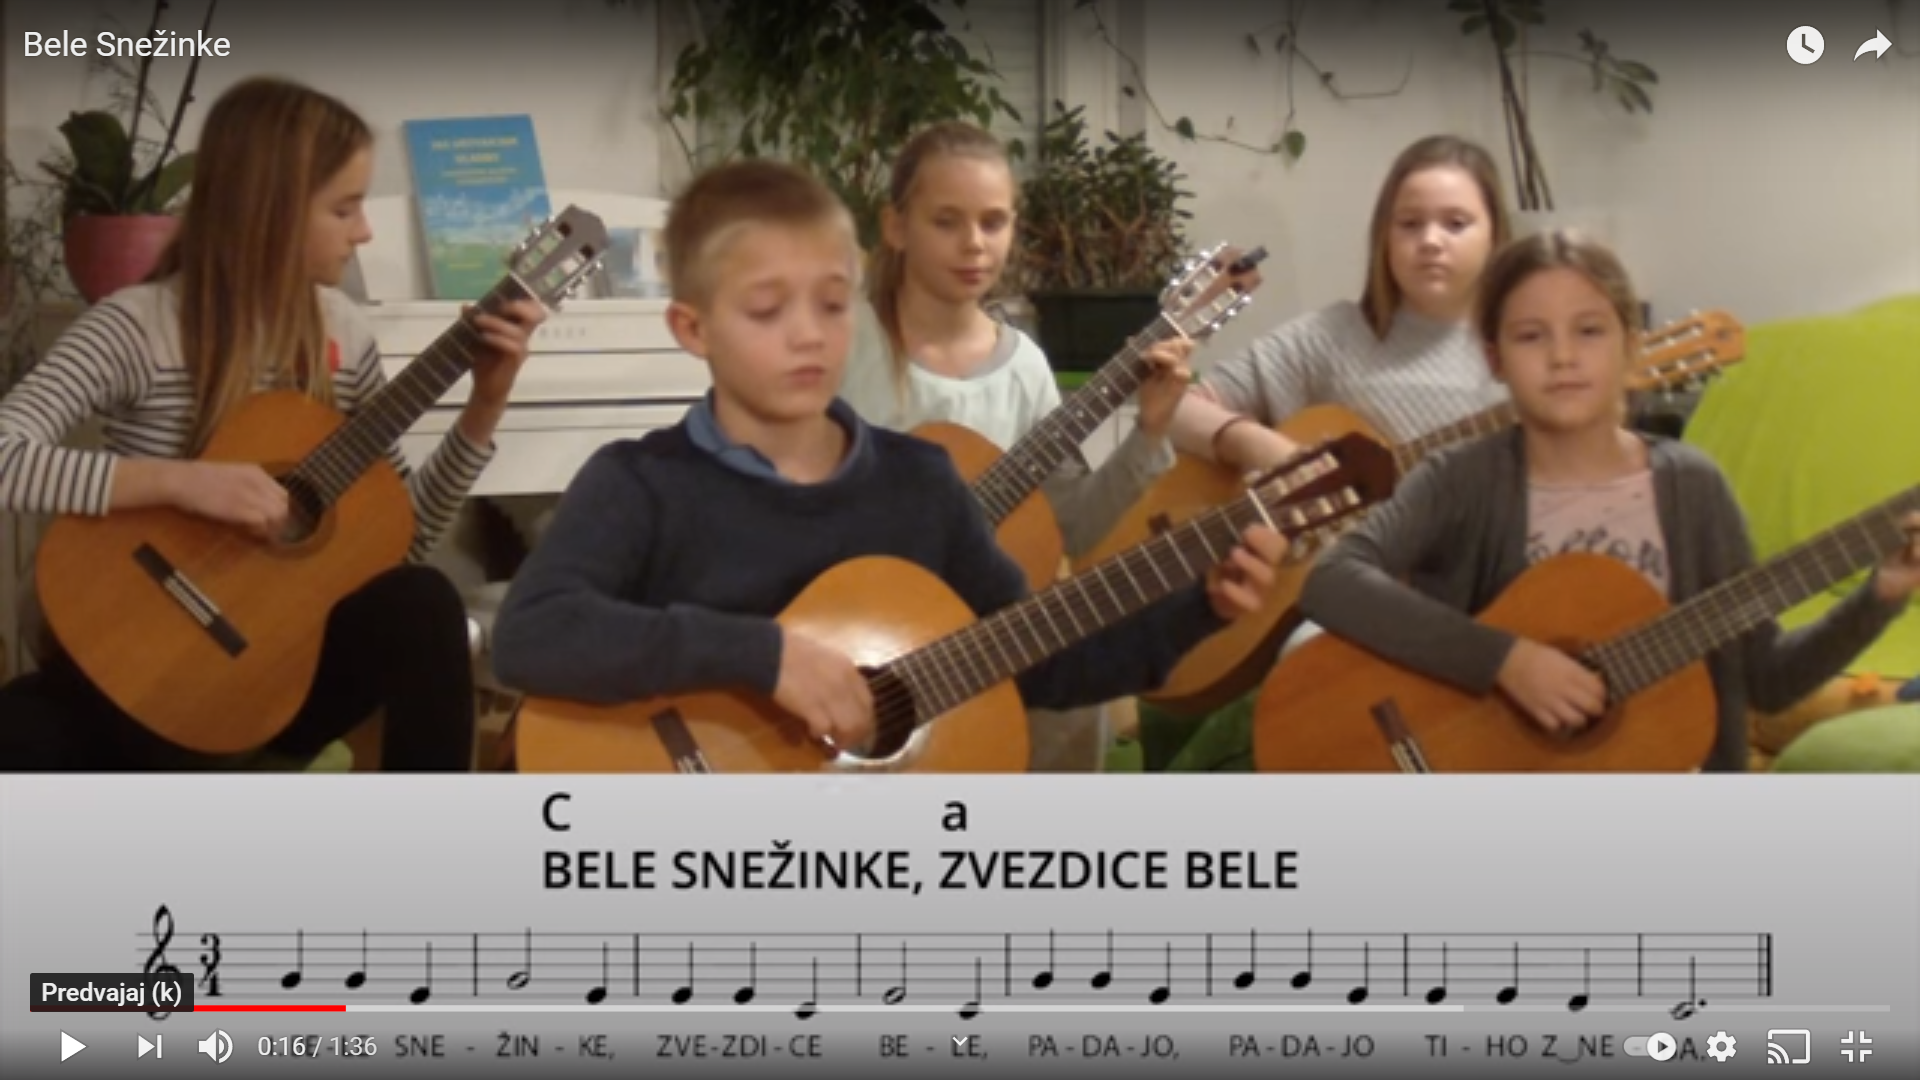 Bele Snežinke
C a
BELE SNEŽINKE, ZVEZDICE BELE
3
4
Predvajaj (k)
0:16 / 1:36
SNE - ŽIN - KE, ZVE-ZDI-CE BE - LE, PA-DA-JO, PA-DA-JO TI - HO Z NE